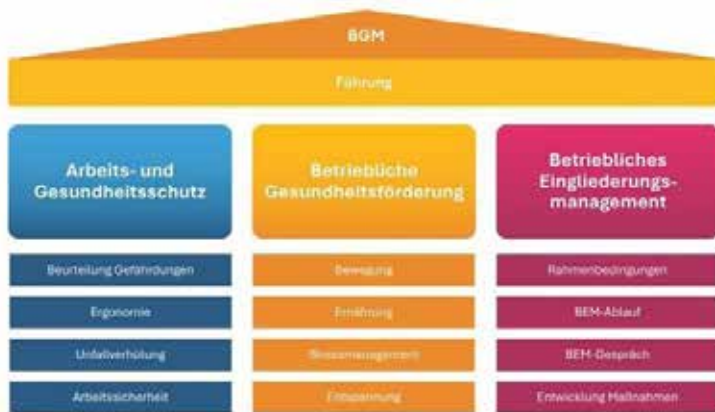 BGM
Führung
Arbeits- und
Gesundheitsschutz
Betriebliche
Gesundheitsförderung
Betriebliches
Eingliederungs-
management
Beurteilung Gefährdungen
Bewegung
Rahmenbedingungen
Ergonomie
Ernährung
BEM-Ablauf
Unfallverhütung
Stressmanagement
BEM-Gespräch
Arbeitssicherheit
Entspannung
Entwicklung Maßnahmen